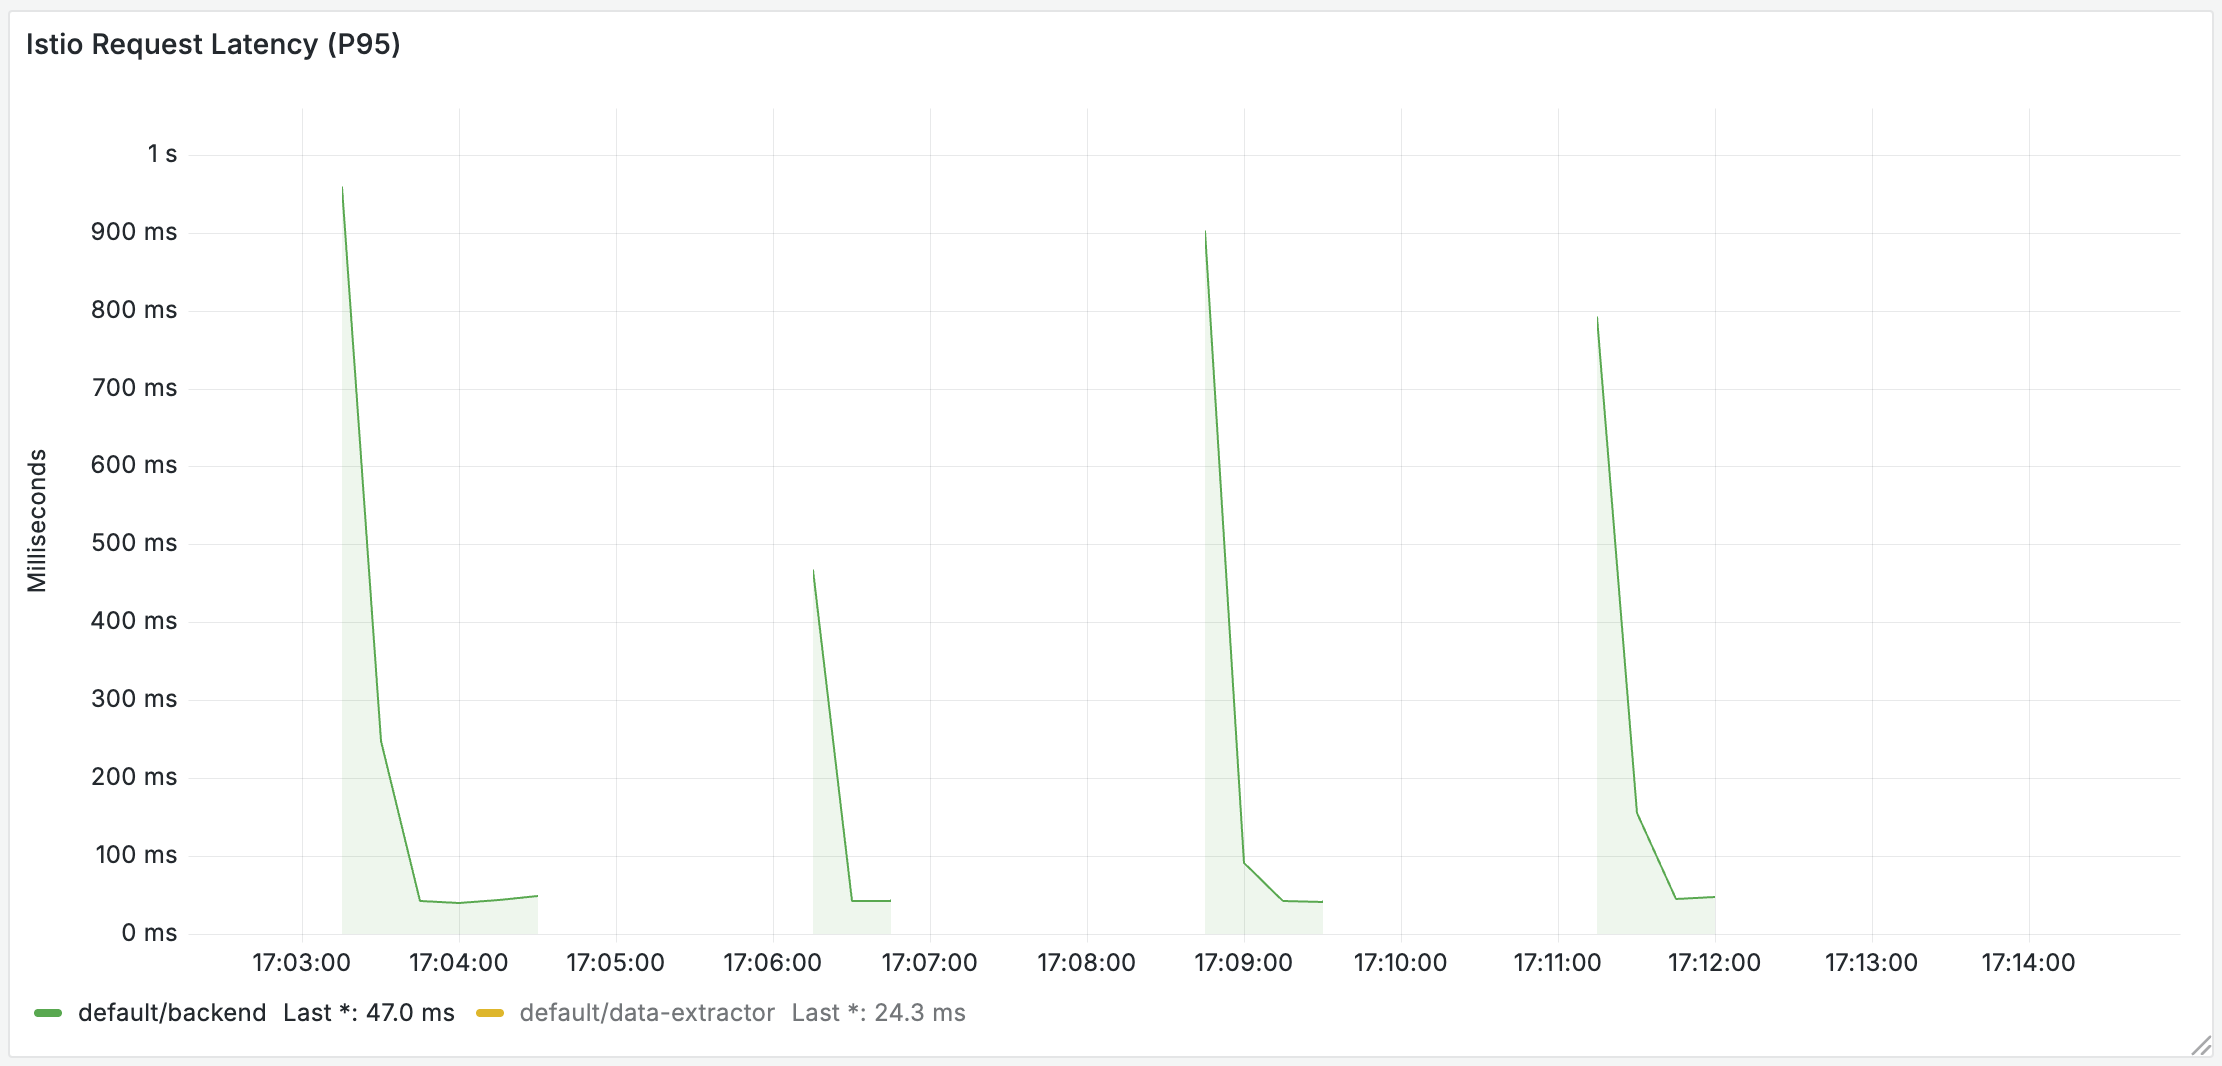 Istio Request Latency (P95)
Milliseconds
1 s
900 ms
800 ms
700 ms
600 ms
500 ms
400 ms
300 ms
200 ms
100 ms
0 ms
17:03:00 17:04:00 17:05:00 17:06:00 17:07:00 17:08:00 17:09:00 17:10:00 17:11:00 17:12:00 17:13:00 17:14:00
default/backend Last *: 47.0 ms default/data-extractor Last *: 24.3 ms